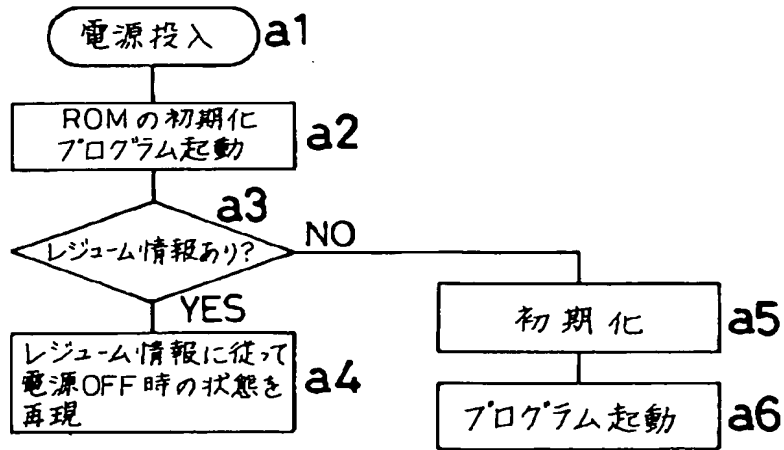 電源投入 a1
ROMの初期化
プログラム起動 a2
a3
レジューム情報あり?
NO
YES
レジューム情報に従って
電源OFF時の状態を
再現
a4
初期化 a5
プログラム起動 a6